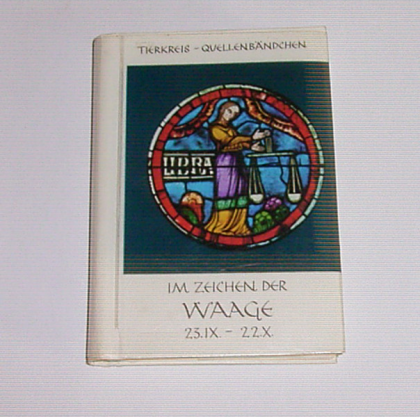 TIERKREIS - QUELLENBÄNDCHEN
LIBRA
IM ZEICHEN DER
WAAGE
23.IX. - 22.X.